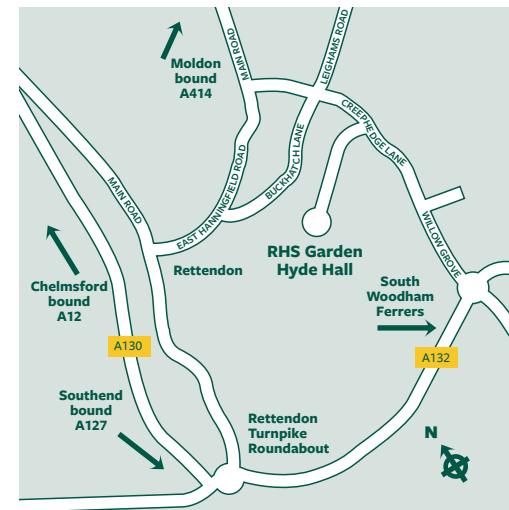 MAIN ROAD
LEIGHAMS ROAD
Moldon
bound
A414
CREEPHEDGE LANE
BUCKHATCH LANE
EAST HANNINGFIELD ROAD
MAIN ROAD
WILLOW GROVE
RHS Garden
Hyde Hall
Rettendon
Chelmsford
bound
A12
South
Woodham
Ferrers
A130
A132
Southend
bound
A127
Rettendon
Turnpike
Roundabout
N